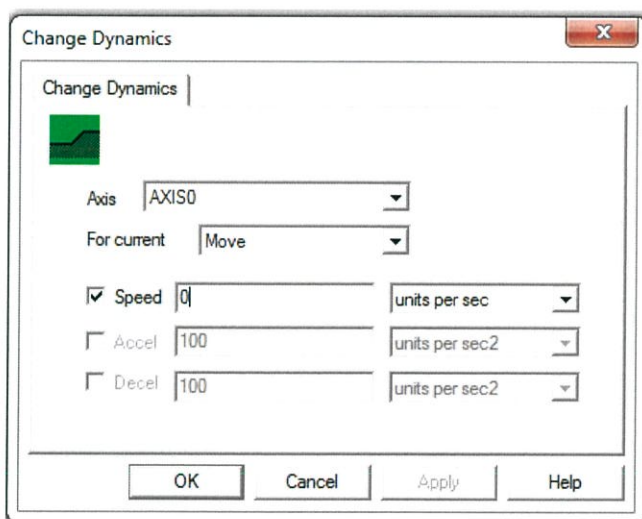 Change Dynamics
Change Dynamics
Axis AXIS0
For current Move
Speed 0 units per sec
Accel 100 units per sec2
Decel 100 units per sec2
OK Cancel Apply Help